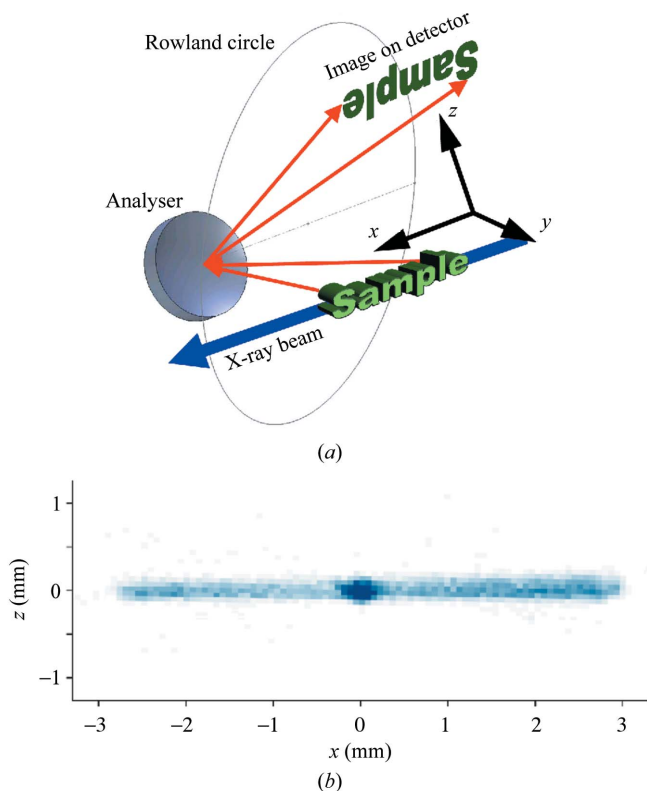 Rowland circle
Image on detector
Sample
z
Analyser
x
y
Sample
X-ray beam
(a)
1
0
−1
z (mm)
−3 −2 −1 0 1 2 3
x (mm)
(b)